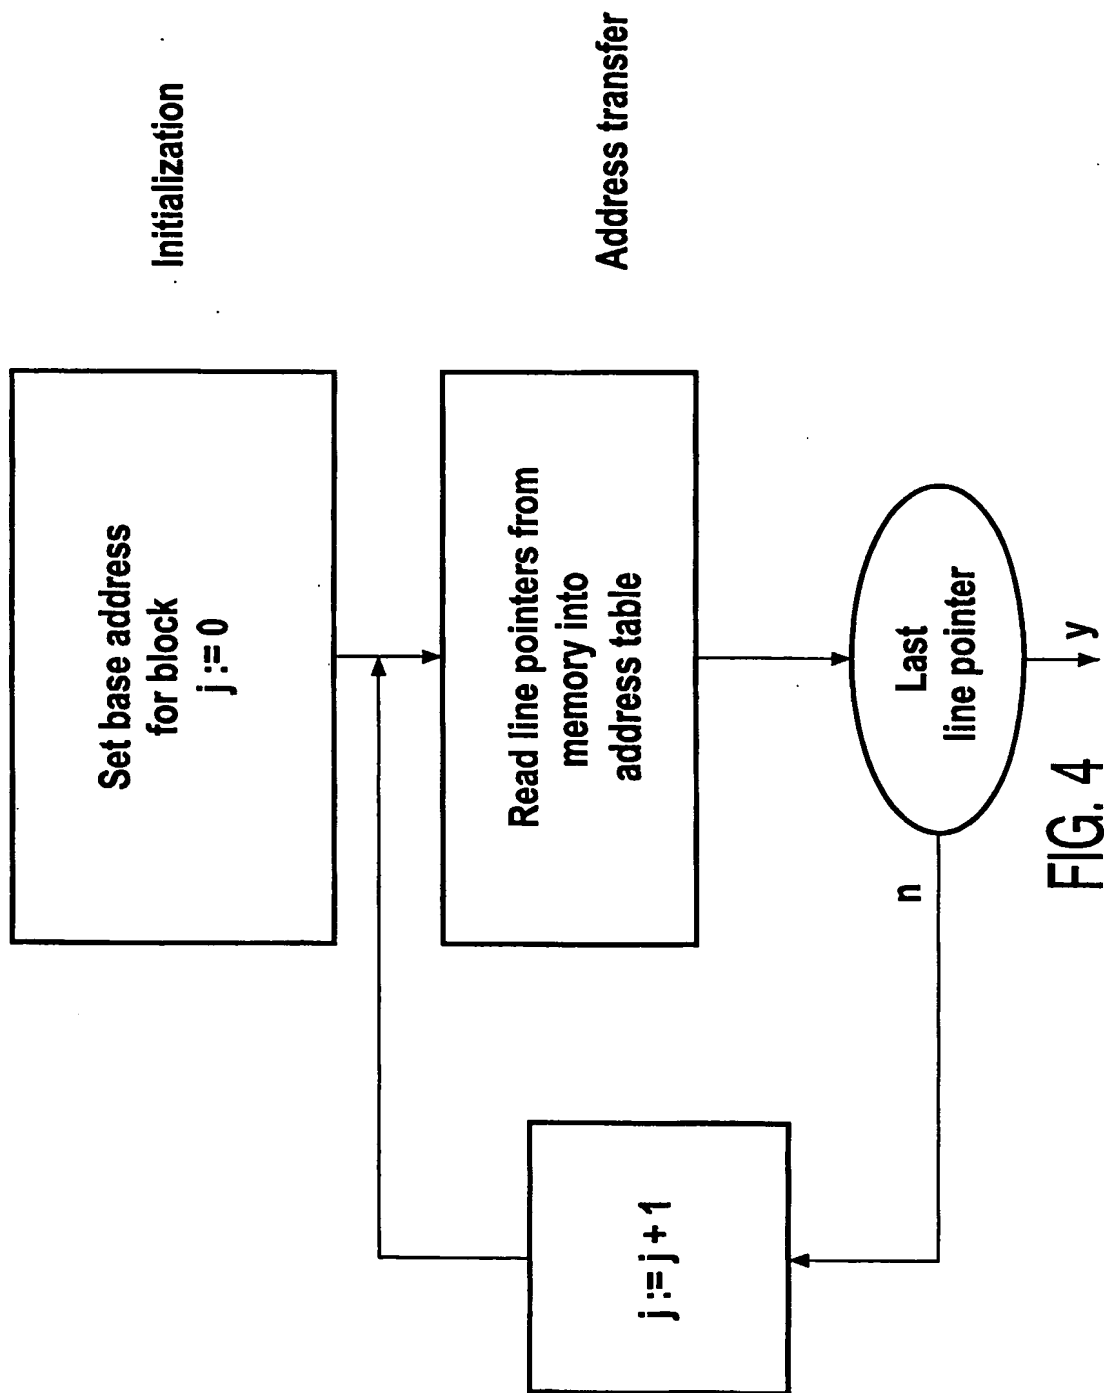 Set base address
for block
j := 0
Initialization
Read line pointers from
memory into
address table
Address transfer
Last
line pointer
n
y
j := j + 1
FIG. 4